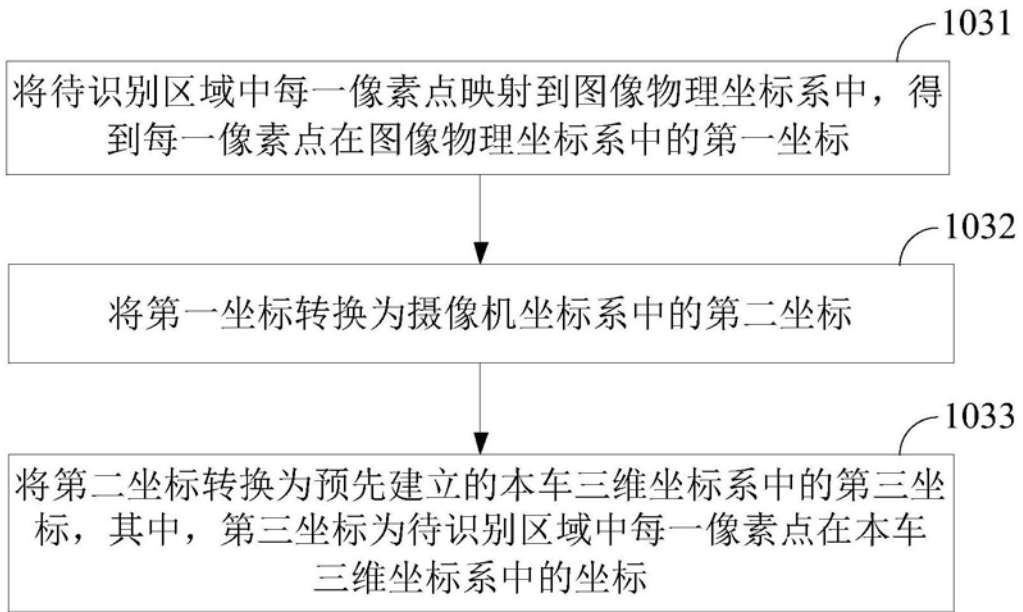 1031
将待识别区域中每一像素点映射到图像物理坐标系中，得
到每一像素点在图像物理坐标系中的第一坐标
1032
将第一坐标转换为摄像机坐标系中的第二坐标
1033
将第二坐标转换为预先建立的本车三维坐标系中的第三坐
标，其中，第三坐标为待识别区域中每一像素点在本车
三维坐标系中的坐标